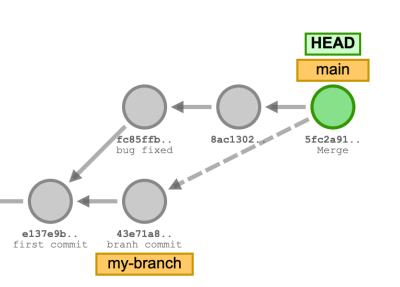 HEAD
main
fc85ffb..
bug fixed
8ac1302..
5fc2a91..
Merge
e137e9b..
first commit
43e71a8..
branh commit
my-branch